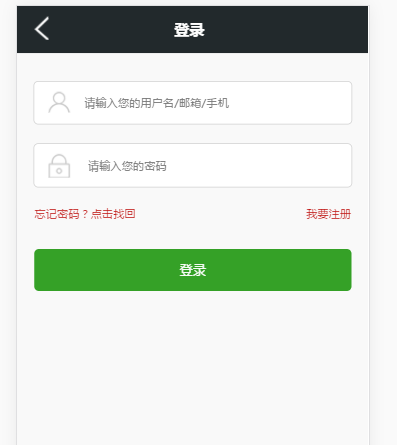 登录
请输入您的用户名/邮箱/手机
请输入您的密码
忘记密码？点击找回 我要注册
登录